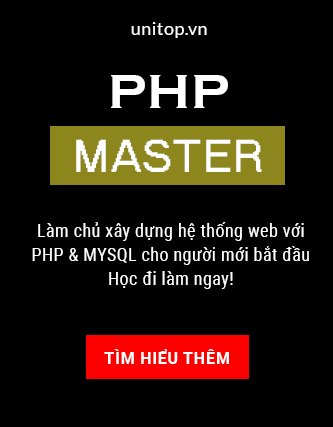 unitop.vn
PHP
MASTER
Làm chủ xây dựng hệ thống web với
PHP & MYSQL cho người mới bắt đầu
Học đi làm ngay!
TÌM HIỂU THÊM